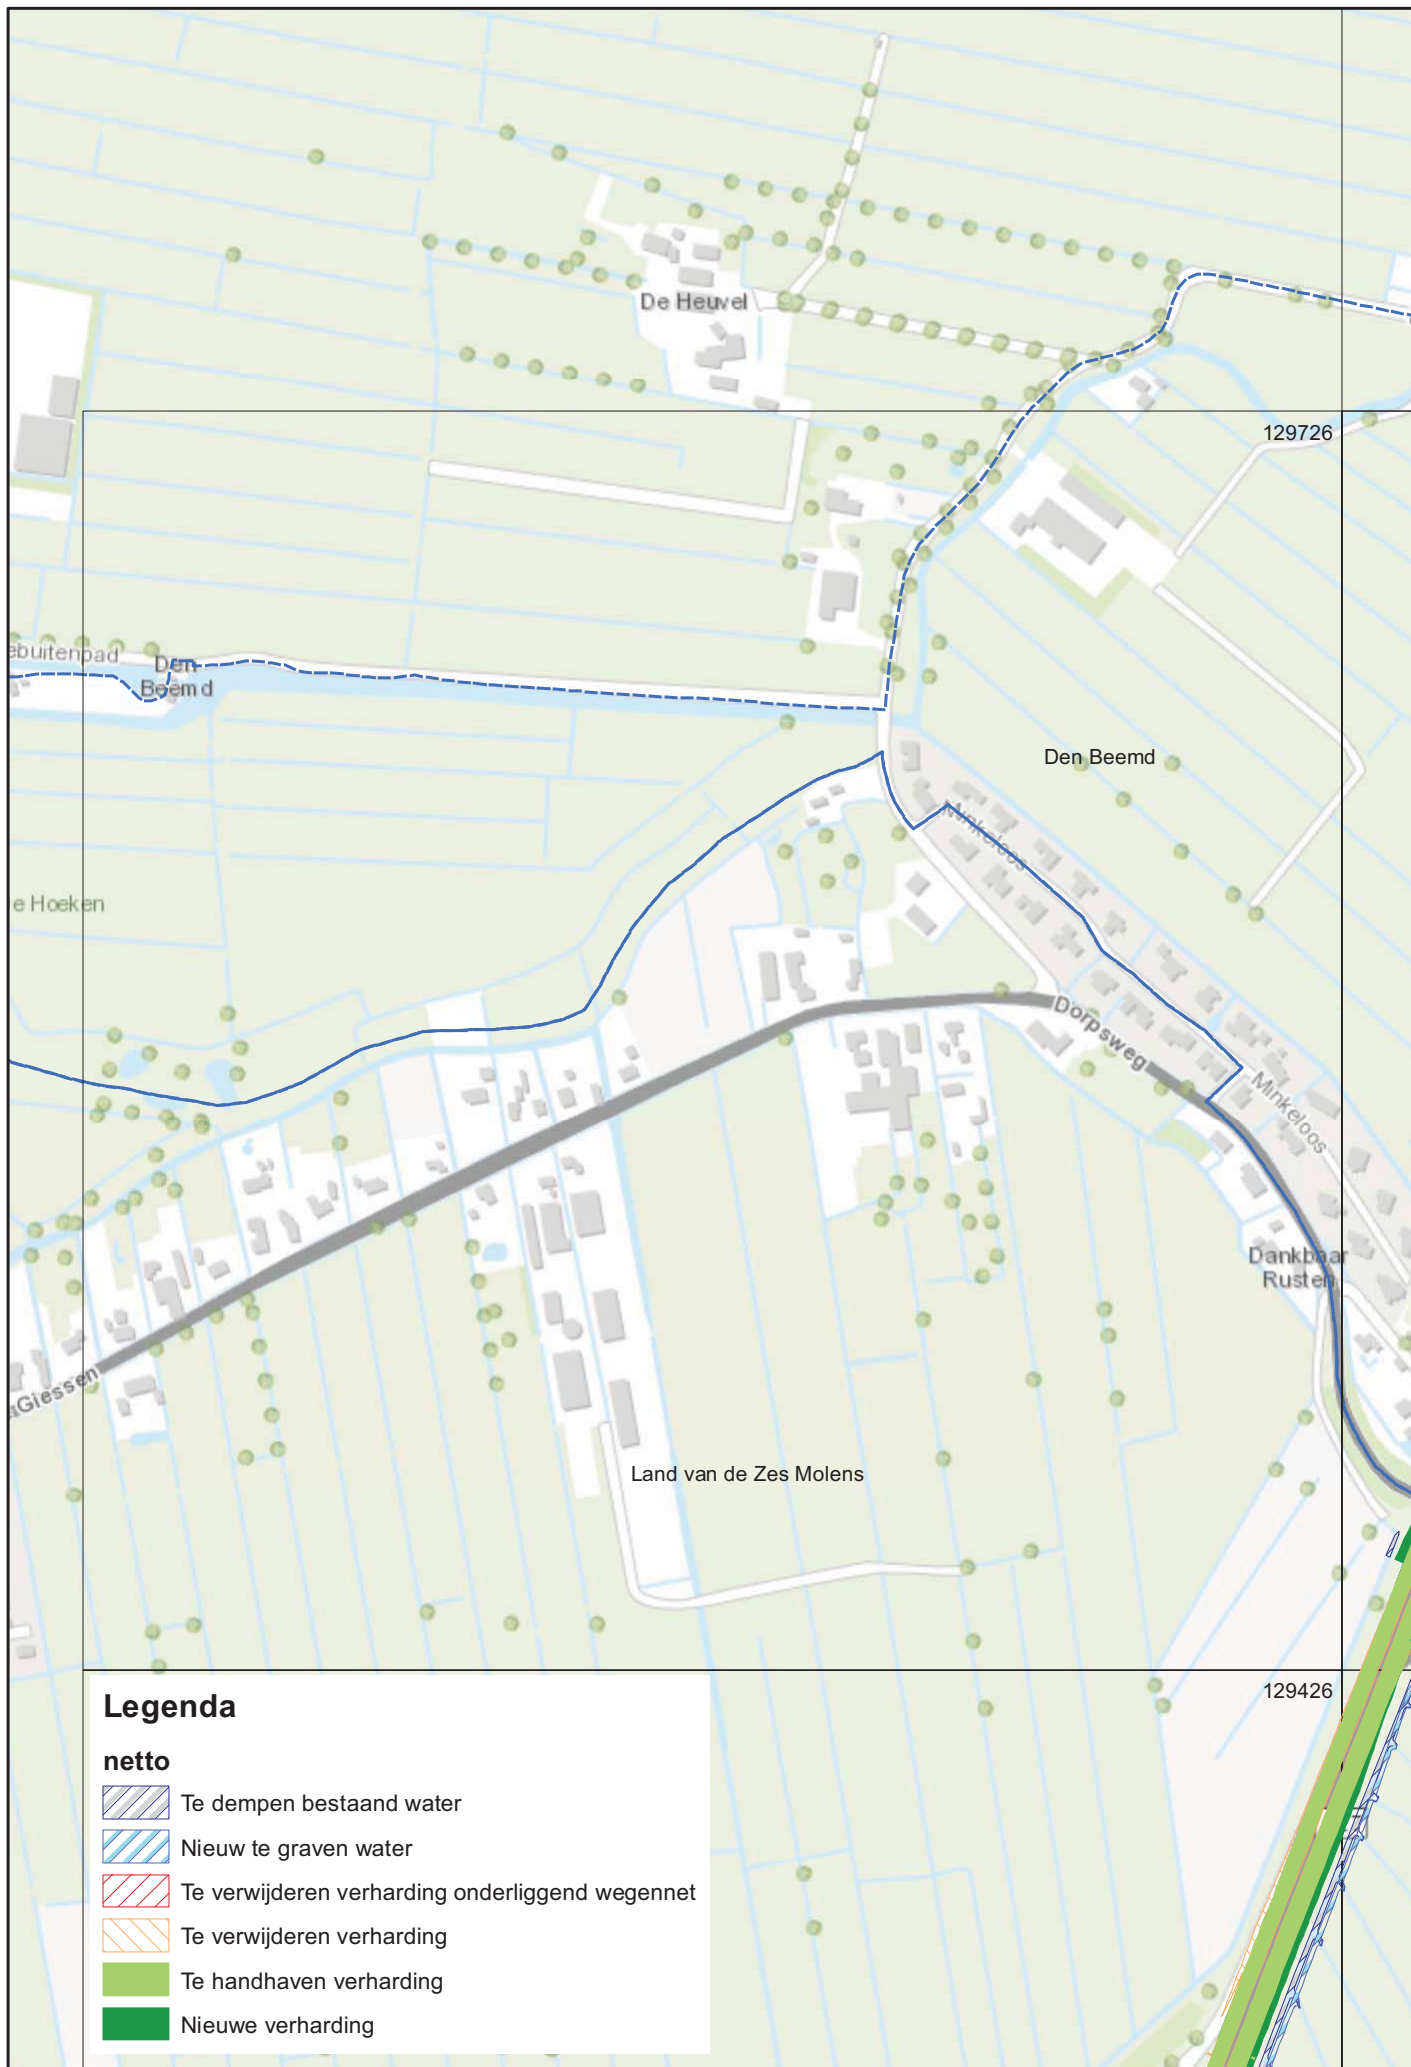 De Heuvel
129726
ebuitenpad
Den
Beemd
Den Beemd
Minkeloos
e Hoeken
Dorpsweg
Minkeloos
Dankbaar
Rusten
Giessen
Land van de Zes Molens
129426
Legenda
netto
Te dempen bestaand water
Nieuw te graven water
Te verwijderen verharding onderliggend wegennet
Te verwijderen verharding
Te handhaven verharding
Nieuwe verharding